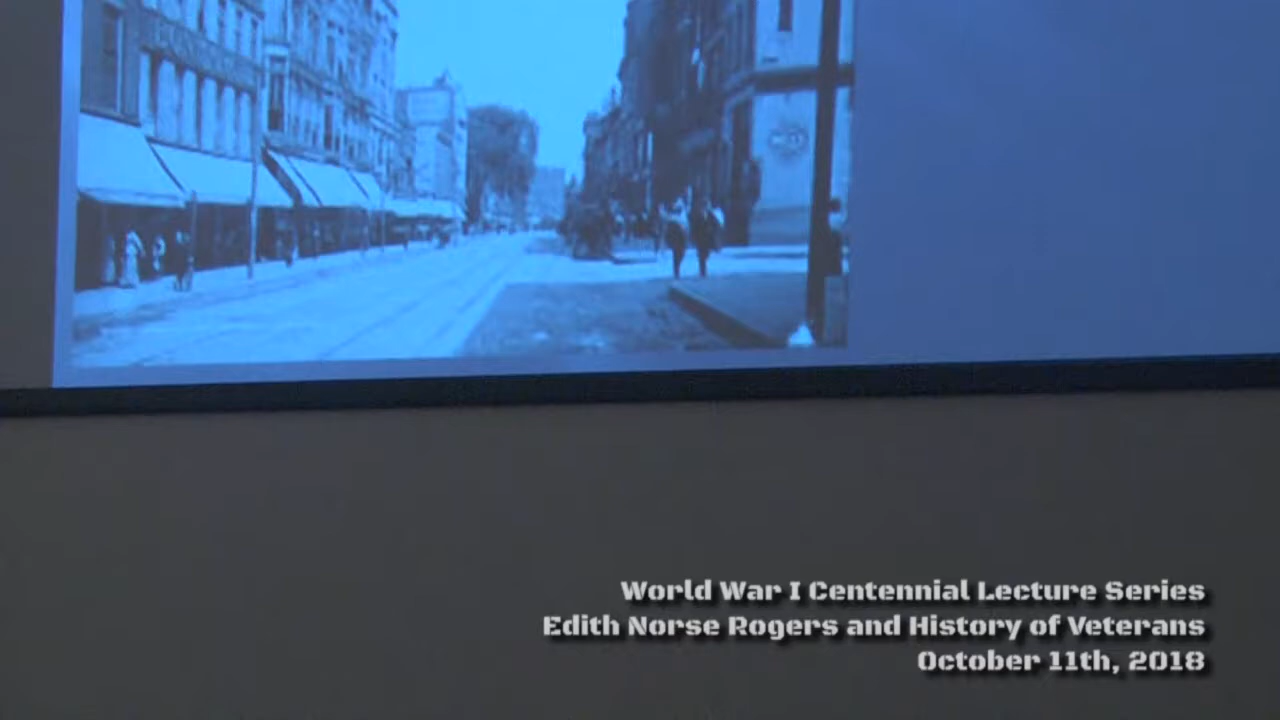 World War I Centennial Lecture Series
Edith Norse Rogers and History of Veterans
October 11th, 2018